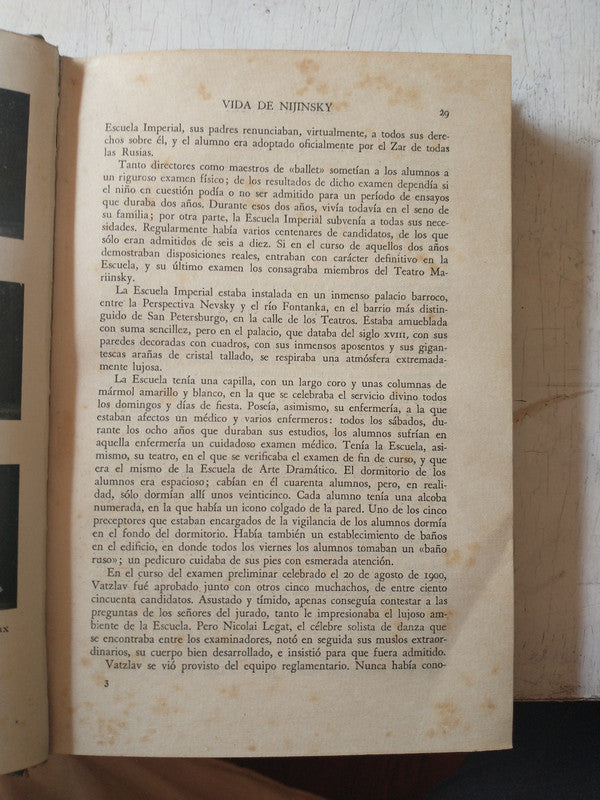 VIDA DE NIJINSKY 29
Escuela Imperial, sus padres renunciaban, virtualmente, a todos sus dere-
chos sobre él, y el alumno era adoptado oficialmente por el Zar de todas
las Rusias.
Tanto directores como maestros de «ballet» sometían a los alumnos a
un riguroso examen físico; de los resultados de dicho examen dependía si
el niño en cuestión podía o no ser admitido para un período de ensayos
que duraba dos años. Durante esos dos años, vivía todavía en el seno de
su familia; por otra parte, la Escuela Imperial subvenía a todas sus nece-
sidades. Regularmente había varios centenares de candidatos, de los que
sólo eran admitidos de seis a diez. Si en el curso de aquellos dos años
demostraban disposiciones reales, entraban con carácter definitivo en la
Escuela, y su último examen los consagraba miembros del Teatro Ma-
riinsky.
La Escuela Imperial estaba instalada en un inmenso palacio barroco,
entre la Perspectiva Nevsky y el río Fontanka, en el barrio más distin-
guido de San Petersburgo, en la calle de los Teatros. Estaba amueblada
con suma sencillez, pero en el palacio, que databa del siglo XVIII, con sus
paredes decoradas con cuadros, con sus inmensos aposentos y sus gigan-
tescas arañas de cristal tallado, se respiraba una atmósfera extremada-
mente lujosa.
La Escuela tenía una capilla, con un largo coro y unas columnas de
mármol amarillo y blanco, en la que se celebraba el servicio divino todos
los domingos y días de fiesta. Poseía, asimismo, su enfermería, a la que
estaban afectos un médico y varios enfermeros: todos los sábados, du-
rante los ocho años que duraban sus estudios, los alumnos sufrían en
aquella enfermería un cuidadoso examen médico. Tenía la Escuela, asi-
mismo, su teatro, en el que se verificaba el examen de fin de curso, y que
era el mismo de la Escuela de Arte Dramático. El dormitorio de los
alumnos era espacioso; cabían en él cuarenta alumnos, pero, en reali-
dad, sólo dormían allí unos veinticinco. Cada alumno tenía una alcoba
numerada, en la que había un icono colgado de la pared. Uno de los cinco
preceptores que estaban encargados de la vigilancia de los alumnos dormía
en el fondo del dormitorio. Había también un establecimiento de baños
en el edificio, en donde todos los viernes los alumnos tomaban un «baño
ruso»; un pedicuro cuidaba de sus pies con esmerada atención.
En el curso del examen preliminar celebrado el 20 de agosto de 1900,
Vatzlav fué aprobado junto con otros cinco muchachos, de entre ciento
cincuenta candidatos. Asustado y tímido, apenas conseguía contestar a las
preguntas de los señores del jurado, tanto le impresionaba el lujoso am-
biente de la Escuela. Pero Nicolai Legat, el célebre solista de danza que
se encontraba entre los examinadores, notó en seguida sus muslos extraor-
dinarios, su cuerpo bien desarrollado, e insistió para que fuera admitido.
Vatzlav se vió provisto del equipo reglamentario. Nunca había cono-
3